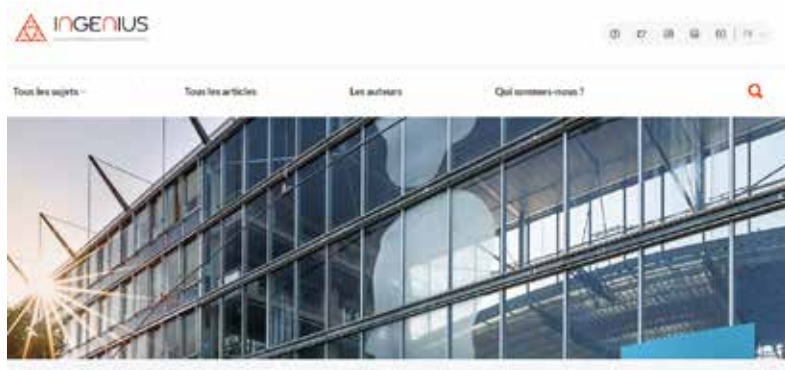 INGENIUS
Tous les sujets
Tous les articles
Les auteurs
Qui sommes-nous ?